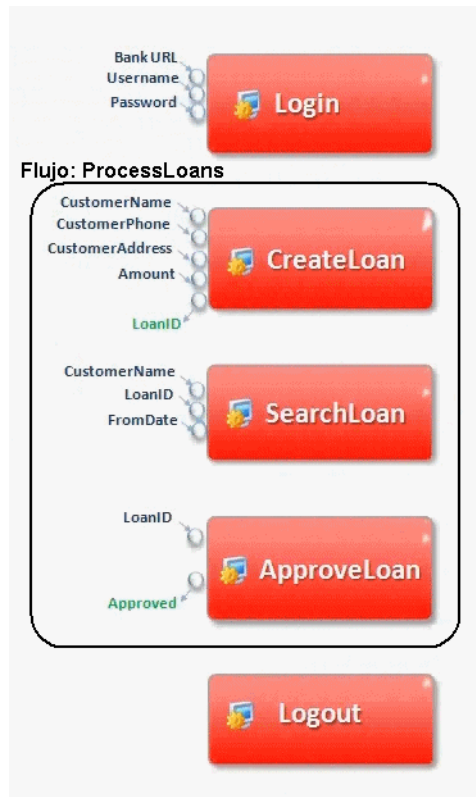 Bank URL
Username
Password
Login
Flujo: ProcessLoans
CustomerName
CustomerPhone
CustomerAddress
Amount
LoanID
CreateLoan
CustomerName
LoanID
FromDate
SearchLoan
LoanID
Approved
ApproveLoan
Logout